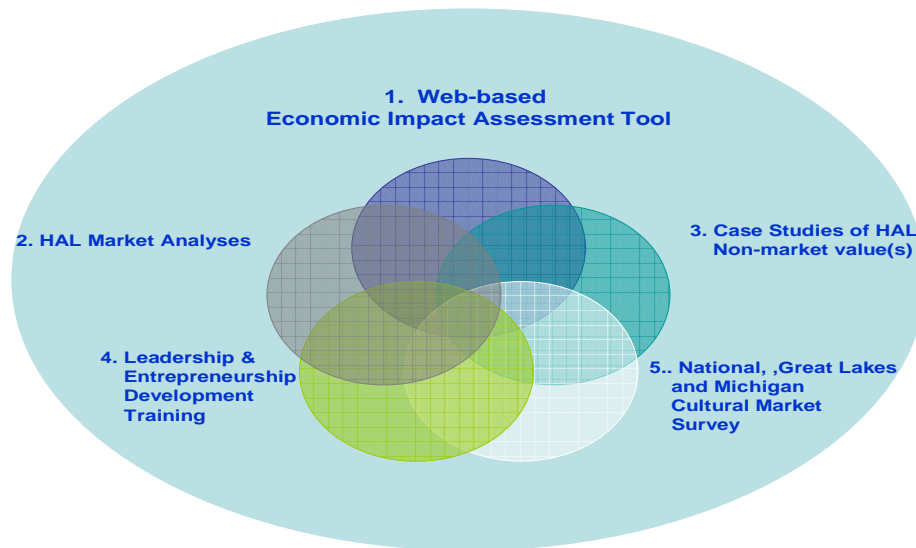 1. Web-based
Economic Impact Assessment Tool
2. HAL Market Analyses
3. Case Studies of HAL
Non-market value(s)
4. Leadership &
Entrepreneurship
Development
Training
5.. National, ,Great Lakes
and Michigan
Cultural Market
Survey